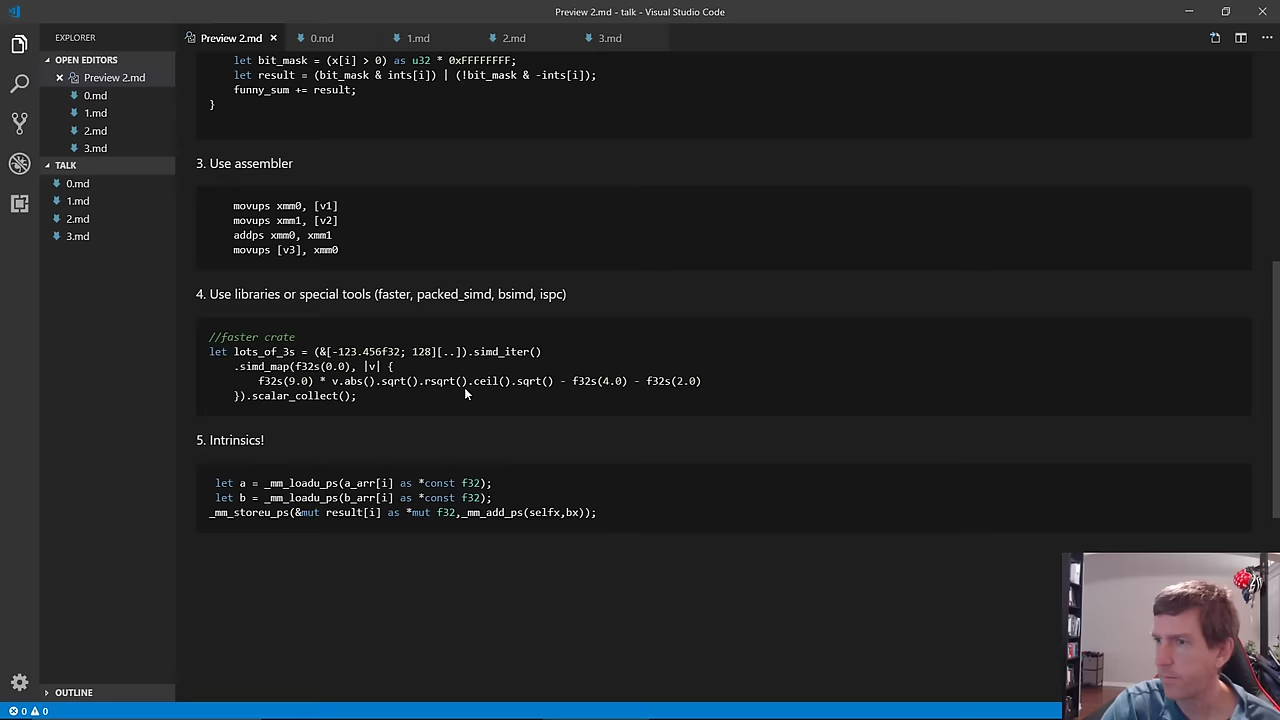 Preview 2.md - talk - Visual Studio Code
EXPLORER
OPEN EDITORS
Preview 2.md
0.md
1.md
2.md
3.md
TALK
0.md
1.md
2.md
3.md
OUTLINE
0 0
Preview 2.md 0.md 1.md 2.md 3.md
let bit_mask = (x[i] > 0) as u32 * 0xFFFFFFFF;
let result = (bit_mask & ints[i]) | (!bit_mask & -ints[i]);
funny_sum += result;
}
3. Use assembler
movups xmm0, [v1]
movups xmm1, [v2]
addps xmm0, xmm1
movups [v3], xmm0
4. Use libraries or special tools (faster, packed_simd, bsimd, ispc)
//faster crate
let lots_of_3s = (&[-123.456f32; 128][..]).simd_iter()
.simd_map(f32s(0.0), |v| {
f32s(9.0) * v.abs().sqrt().rsqrt().ceil().sqrt() - f32s(4.0) - f32s(2.0)
}).scalar_collect();
5. Intrinsics!
let a = _mm_loadu_ps(a_arr[i] as *const f32);
let b = _mm_loadu_ps(b_arr[i] as *const f32);
_mm_storeu_ps(&mut result[i] as *mut f32,_mm_add_ps(selfx,bx));